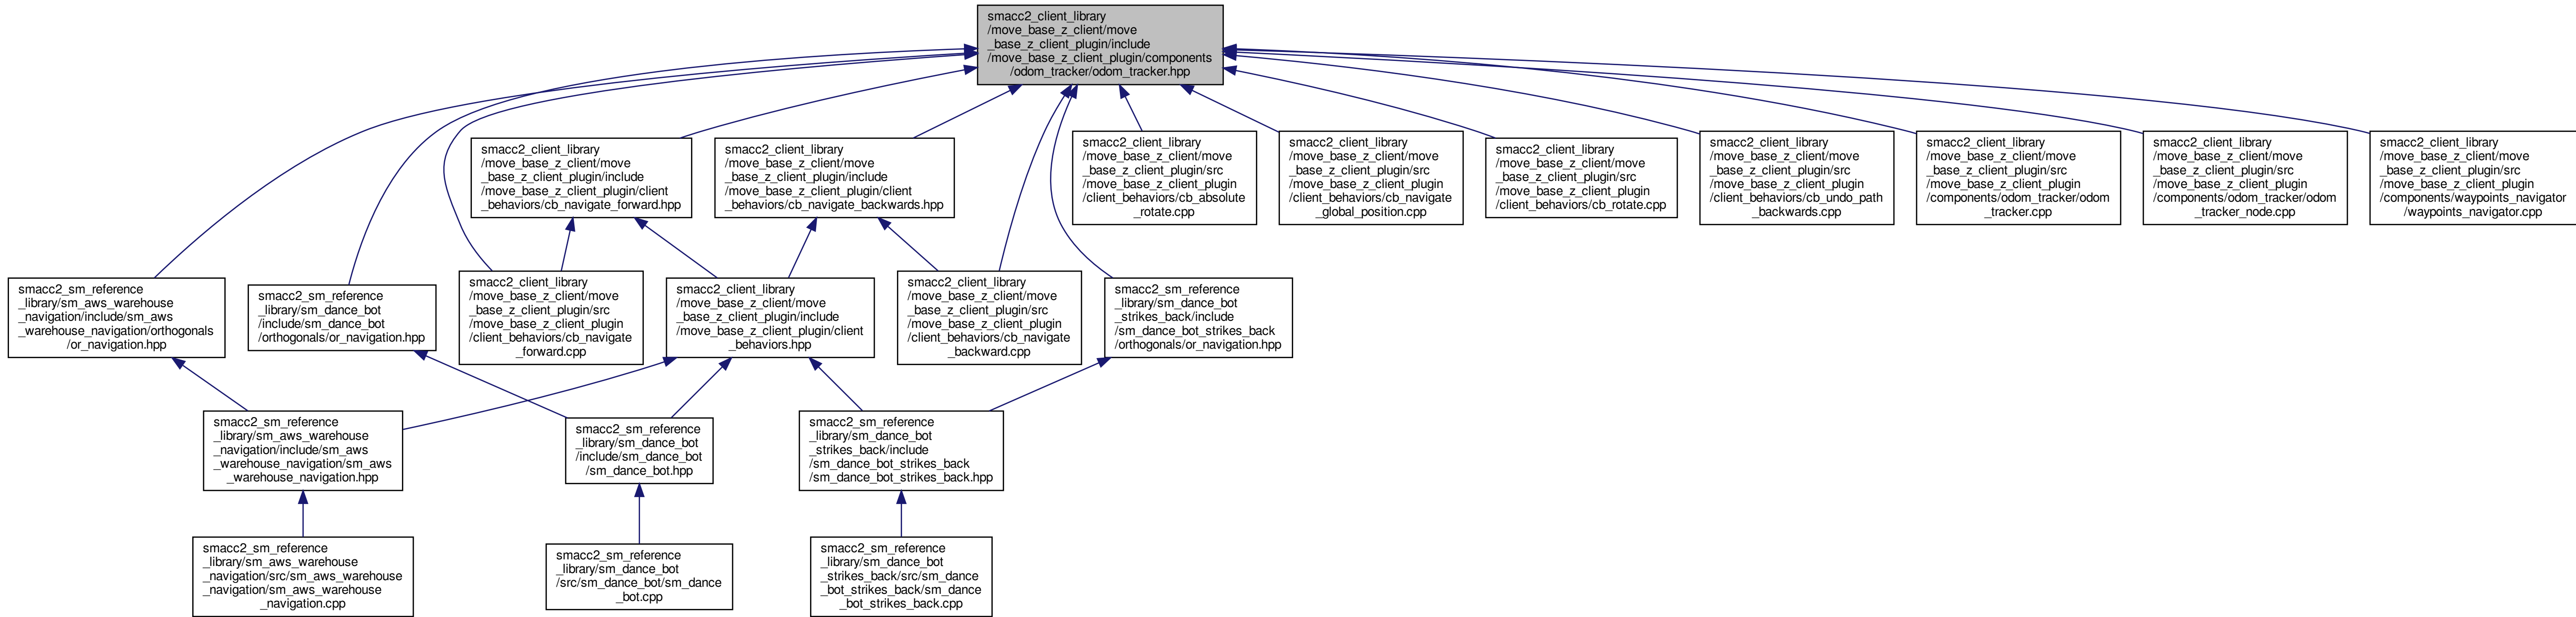 smacc2_client_library
/move_base_z_client/move
_base_z_client_plugin/include
/move_base_z_client_plugin/components
/odom_tracker/odom_tracker.hpp
smacc2_client_library
/move_base_z_client/move
_base_z_client_plugin/include
/move_base_z_client_plugin/client
_behaviors/cb_navigate_forward.hpp
smacc2_client_library
/move_base_z_client/move
_base_z_client_plugin/include
/move_base_z_client_plugin/client
_behaviors/cb_navigate_backwards.hpp
smacc2_client_library
/move_base_z_client/move
_base_z_client_plugin/src
/move_base_z_client_plugin
/client_behaviors/cb_absolute
_rotate.cpp
smacc2_client_library
/move_base_z_client/move
_base_z_client_plugin/src
/move_base_z_client_plugin
/client_behaviors/cb_navigate
_global_position.cpp
smacc2_client_library
/move_base_z_client/move
_base_z_client_plugin/src
/move_base_z_client_plugin
/client_behaviors/cb_rotate.cpp
smacc2_client_library
/move_base_z_client/move
_base_z_client_plugin/src
/move_base_z_client_plugin
/client_behaviors/cb_undo_path
_backwards.cpp
smacc2_client_library
/move_base_z_client/move
_base_z_client_plugin/src
/move_base_z_client_plugin
/components/odom_tracker/odom
_tracker.cpp
smacc2_client_library
/move_base_z_client/move
_base_z_client_plugin/src
/move_base_z_client_plugin
/components/odom_tracker/odom
_tracker_node.cpp
smacc2_client_library
/move_base_z_client/move
_base_z_client_plugin/src
/move_base_z_client_plugin
/components/waypoints_navigator
/waypoints_navigator.cpp
smacc2_sm_reference
_library/sm_aws_warehouse
_navigation/include/sm_aws
_warehouse_navigation/orthogonals
/or_navigation.hpp
smacc2_sm_reference
_library/sm_dance_bot
/include/sm_dance_bot
/orthogonals/or_navigation.hpp
smacc2_client_library
/move_base_z_client/move
_base_z_client_plugin/src
/move_base_z_client_plugin
/client_behaviors/cb_navigate
_forward.cpp
smacc2_client_library
/move_base_z_client/move
_base_z_client_plugin/include
/move_base_z_client_plugin/client
_behaviors.hpp
smacc2_client_library
/move_base_z_client/move
_base_z_client_plugin/src
/move_base_z_client_plugin
/client_behaviors/cb_navigate
_backward.cpp
smacc2_sm_reference
_library/sm_dance_bot
_strikes_back/include
/sm_dance_bot_strikes_back
/orthogonals/or_navigation.hpp
smacc2_sm_reference
_library/sm_aws_warehouse
_navigation/include/sm_aws
_warehouse_navigation/sm_aws
_warehouse_navigation.hpp
smacc2_sm_reference
_library/sm_dance_bot
/include/sm_dance_bot
/sm_dance_bot.hpp
smacc2_sm_reference
_library/sm_dance_bot
_strikes_back/include
/sm_dance_bot_strikes_back
/sm_dance_bot_strikes_back.hpp
smacc2_sm_reference
_library/sm_aws_warehouse
_navigation/src/sm_aws_warehouse
_navigation/sm_aws_warehouse
_navigation.cpp
smacc2_sm_reference
_library/sm_dance_bot
/src/sm_dance_bot/sm_dance
_bot.cpp
smacc2_sm_reference
_library/sm_dance_bot
_strikes_back/src/sm_dance
_bot_strikes_back/sm_dance
_bot_strikes_back.cpp